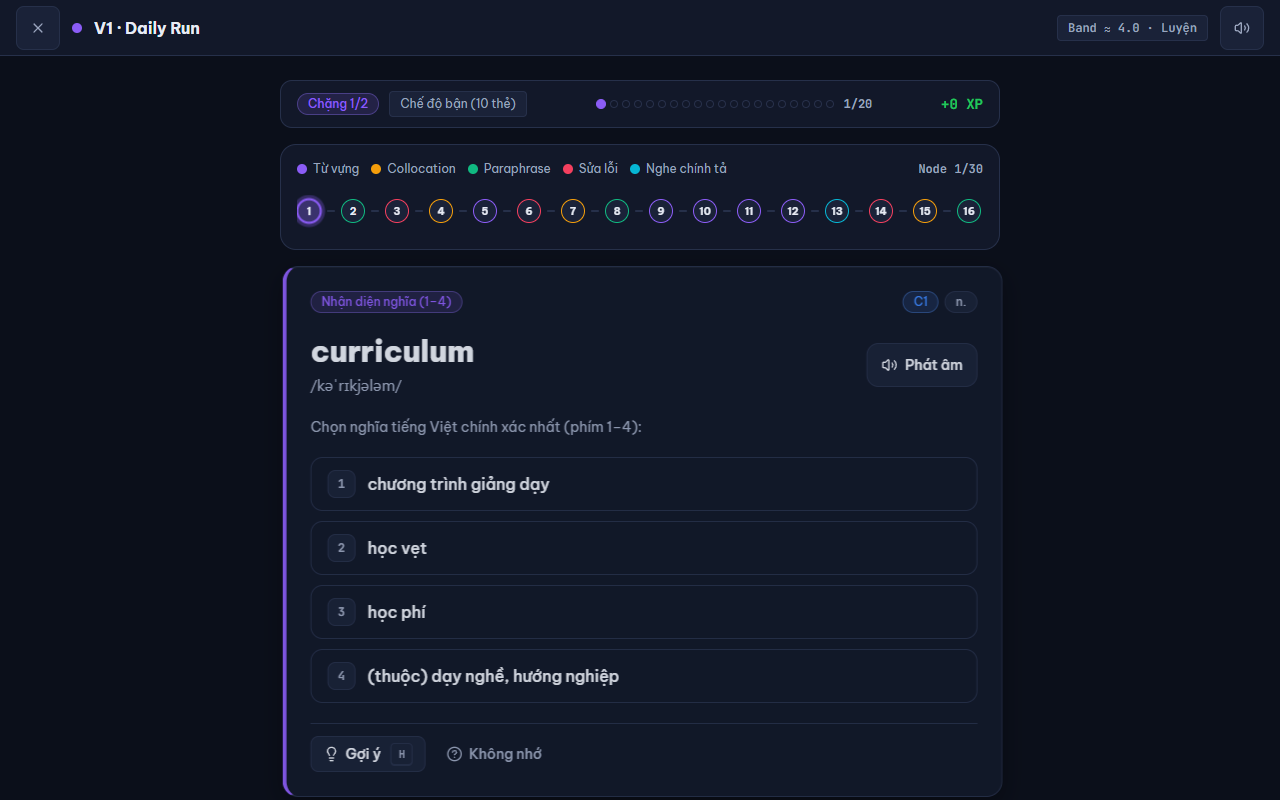 V1 · Daily Run
Band ≈ 4.0 · Luyện
Chặng 1/2
Chế độ bận (10 thẻ)
1/20
+0 XP
Từ vựng
Collocation
Paraphrase
Sửa lỗi
Nghe chính tả
Node 1/30
1 2 3 4 5 6 7 8 9 10 11 12 13 14 15 16
Nhận diện nghĩa (1–4)
C1
n.
curriculum
/kəˈrɪkjələm/
Phát âm
Chọn nghĩa tiếng Việt chính xác nhất (phím 1–4):
1 chương trình giảng dạy
2 học vẹt
3 học phí
4 (thuộc) dạy nghề, hướng nghiệp
Gợi ý H
Không nhớ